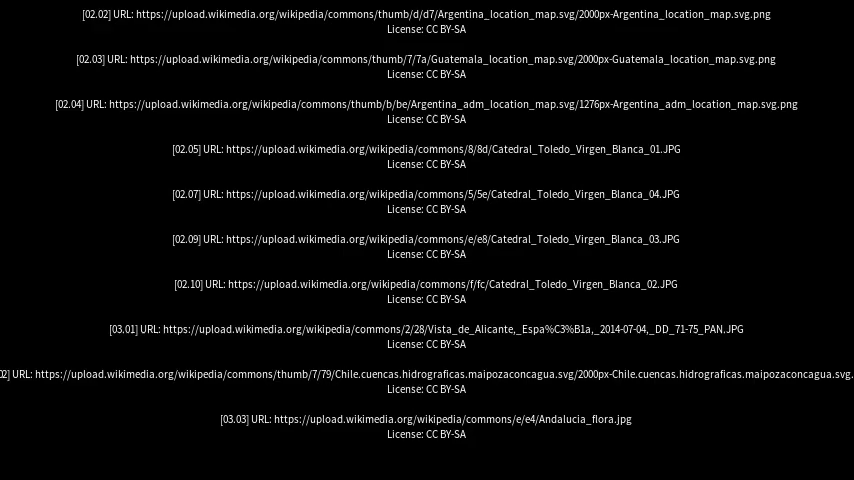 [02.02] URL: https://upload.wikimedia.org/wikipedia/commons/thumb/d/d7/Argentina_location_map.svg/2000px-Argentina_location_map.svg.png
License: CC BY-SA
[02.03] URL: https://upload.wikimedia.org/wikipedia/commons/thumb/7/7a/Guatemala_location_map.svg/2000px-Guatemala_location_map.svg.png
License: CC BY-SA
[02.04] URL: https://upload.wikimedia.org/wikipedia/commons/thumb/b/be/Argentina_adm_location_map.svg/1276px-Argentina_adm_location_map.svg.png
License: CC BY-SA
[02.05] URL: https://upload.wikimedia.org/wikipedia/commons/8/8d/Catedral_Toledo_Virgen_Blanca_01.JPG
License: CC BY-SA
[02.07] URL: https://upload.wikimedia.org/wikipedia/commons/5/5e/Catedral_Toledo_Virgen_Blanca_04.JPG
License: CC BY-SA
[02.09] URL: https://upload.wikimedia.org/wikipedia/commons/e/e8/Catedral_Toledo_Virgen_Blanca_03.JPG
License: CC BY-SA
[02.10] URL: https://upload.wikimedia.org/wikipedia/commons/f/fc/Catedral_Toledo_Virgen_Blanca_02.JPG
License: CC BY-SA
[03.01] URL: https://upload.wikimedia.org/wikipedia/commons/2/28/Vista_de_Alicante,_Espa%C3%B1a,_2014-07-04,_DD_71-75_PAN.JPG
License: CC BY-SA
02] URL: https://upload.wikimedia.org/wikipedia/commons/thumb/7/79/Chile.cuencas.hidrograficas.maipozaconcagua.svg/2000px-Chile.cuencas.hidrograficas.maipozaconcagua.svg.
License: CC BY-SA
[03.03] URL: https://upload.wikimedia.org/wikipedia/commons/e/e4/Andalucia_flora.jpg
License: CC BY-SA